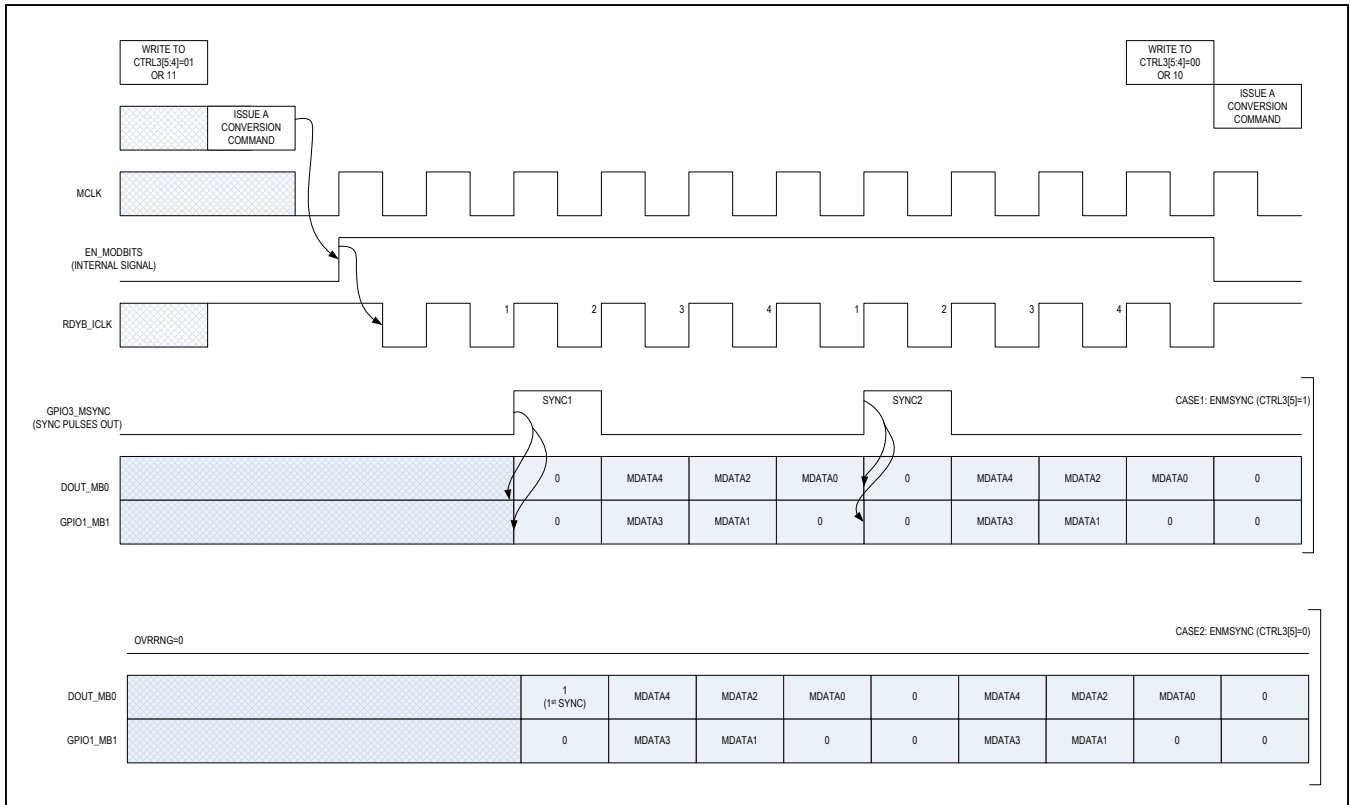 WRITE TO
CTRL3[5:4]=01
OR 11
WRITE TO
CTRL3[5:4]=00
OR 10
ISSUE A
CONVERSION
COMMAND
ISSUE A
CONVERSION
COMMAND
MCLK
EN_MODBITS
(INTERNAL SIGNAL)
RDYB_ICLK
1 2 3 4 1 2 3 4
GPIO3_MSYNC
(SYNC PULSES OUT)
SYNC1 SYNC2
CASE1: ENMSYNC (CTRL3[5]=1)
DOUT_MB0 0 MDATA4 MDATA2 MDATA0 0 MDATA4 MDATA2 MDATA0 0
GPIO1_MB1 0 MDATA3 MDATA1 0 0 MDATA3 MDATA1 0 0
CASE2: ENMSYNC (CTRL3[5]=0)
OVRRNG=0
DOUT_MB0 1 MDATA4 MDATA2 MDATA0 0 MDATA4 MDATA2 MDATA0 0
(1st SYNC)
GPIO1_MB1 0 MDATA3 MDATA1 0 0 MDATA3 MDATA1 0 0